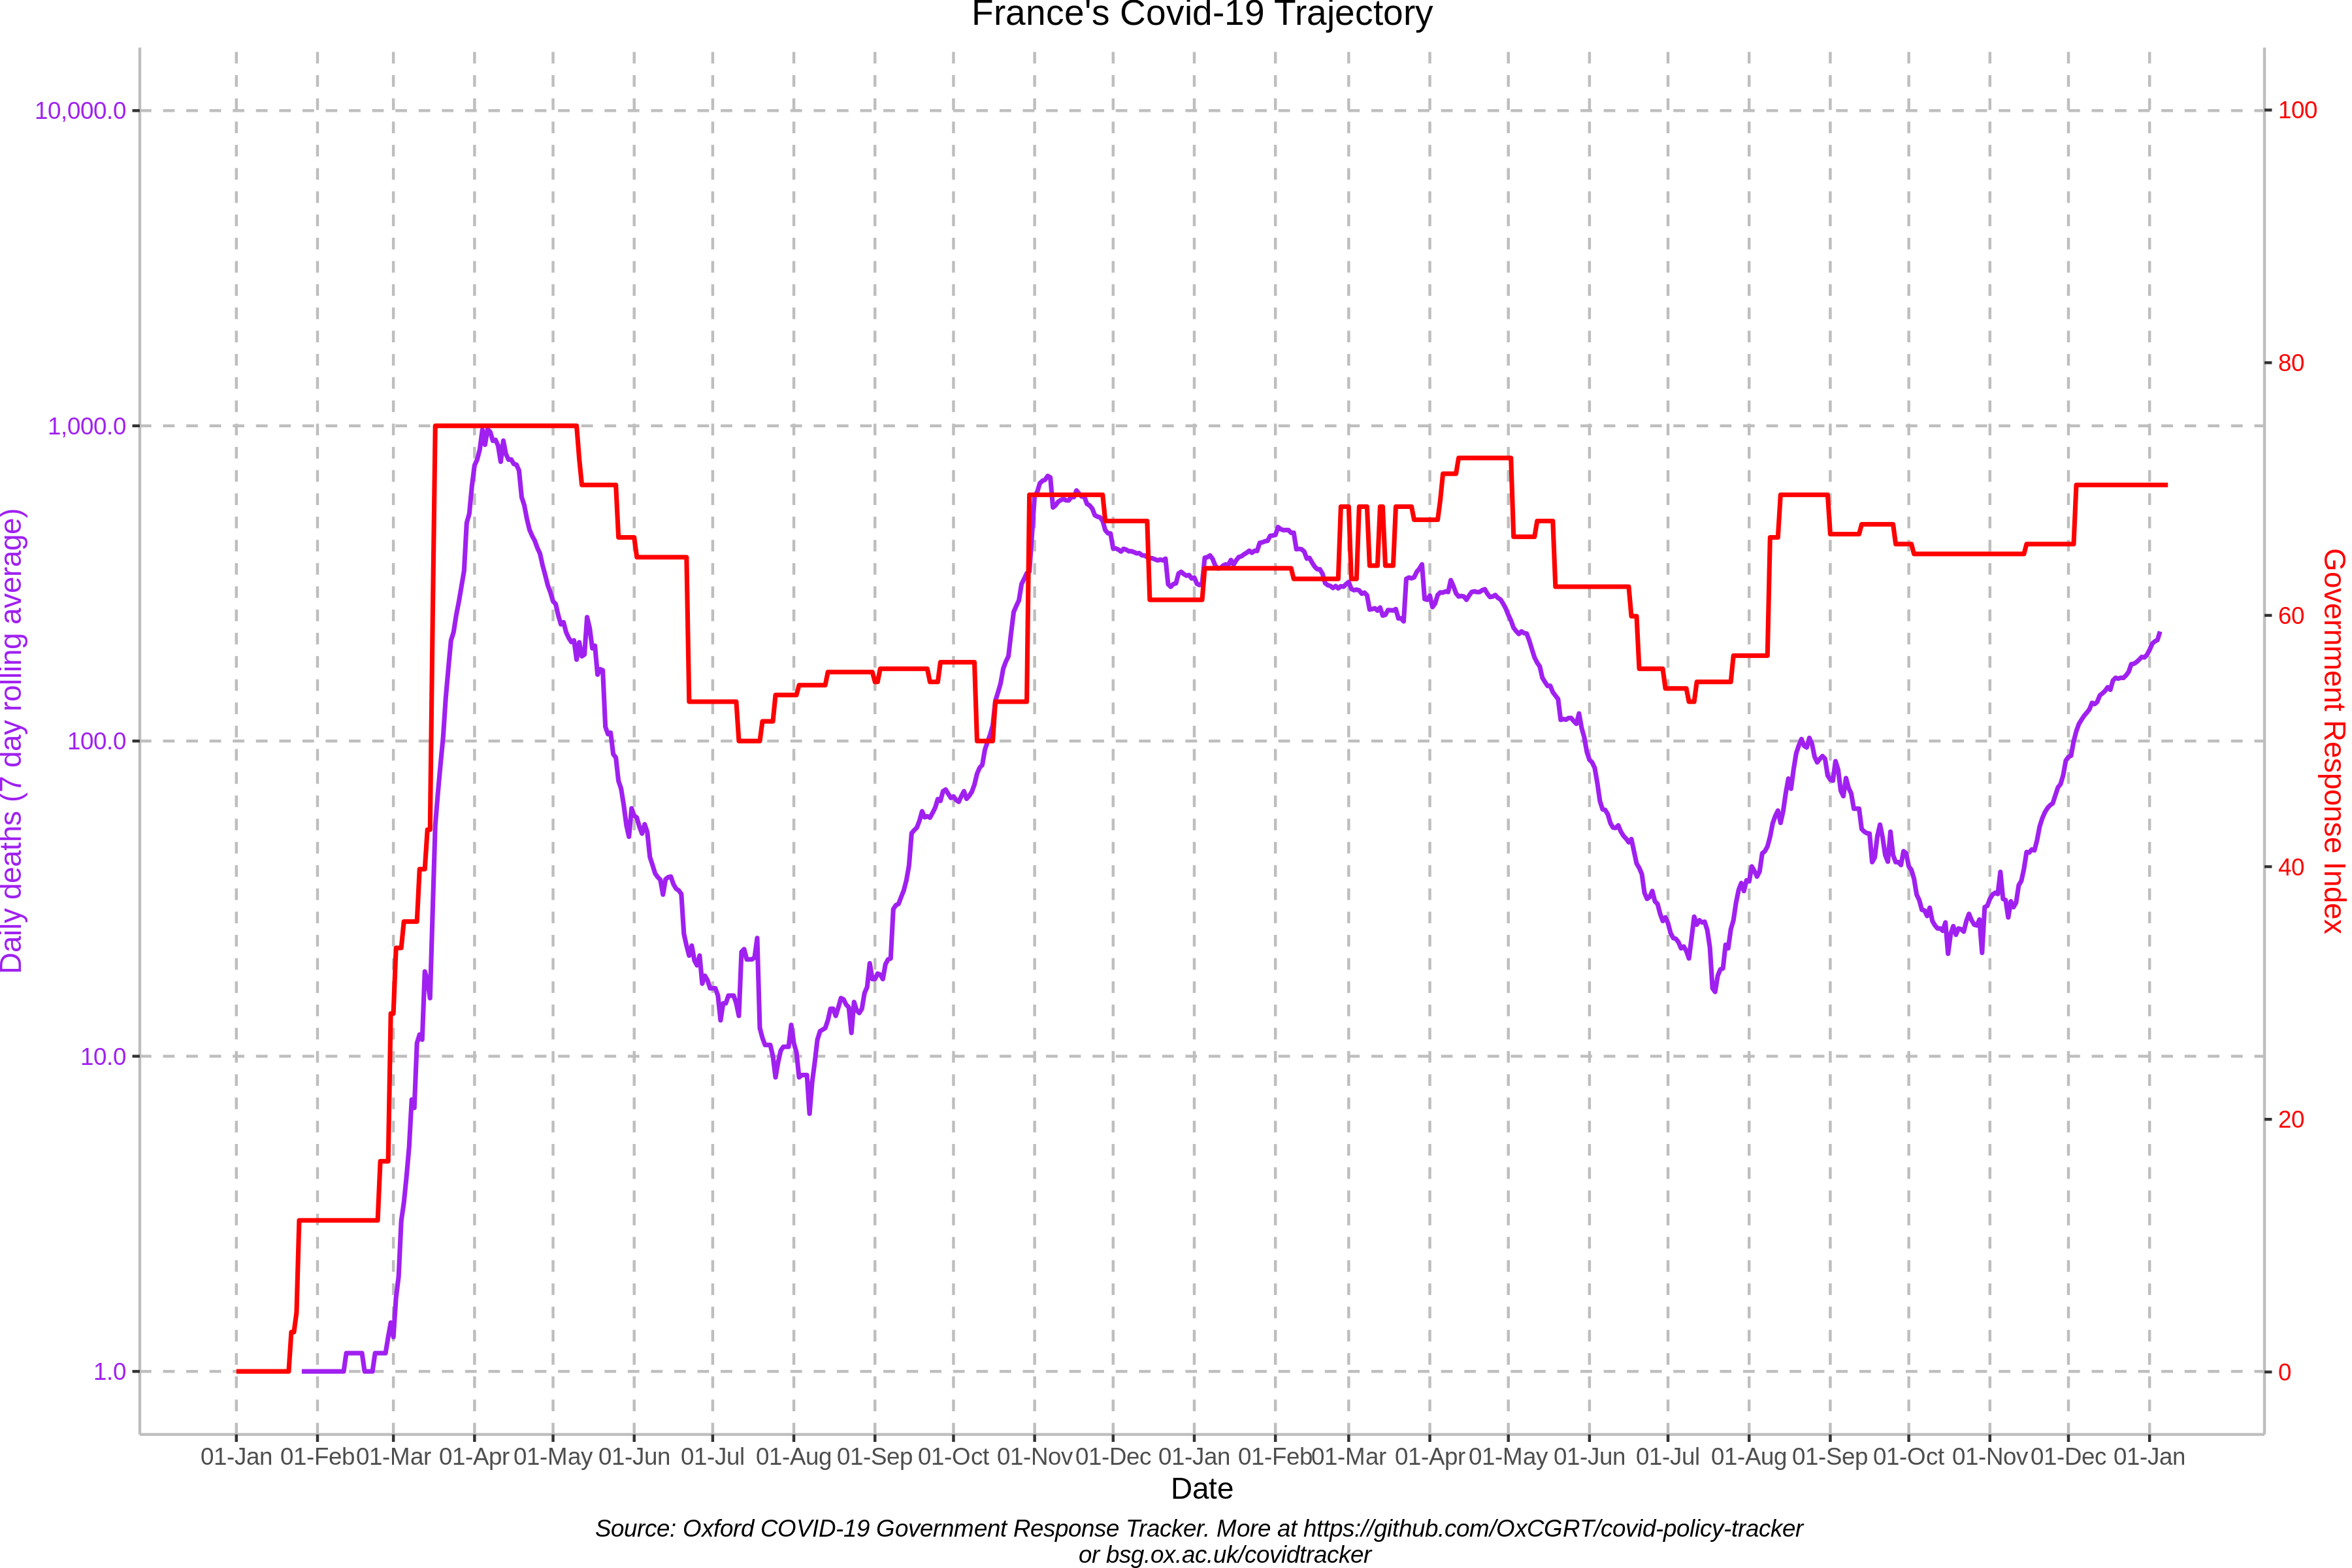 France's Covid-19 Trajectory
Daily deaths (7 day rolling average)
10,000.0
1,000.0
100.0
10.0
1.0
100
80
60
40
20
0
Government Response Index
01-Jan 01-Feb 01-Mar 01-Apr 01-May 01-Jun 01-Jul 01-Aug 01-Sep 01-Oct 01-Nov 01-Dec 01-Jan 01-Feb 01-Mar 01-Apr 01-May 01-Jun 01-Jul 01-Aug 01-Sep 01-Oct 01-Nov 01-Dec 01-Jan
Date
Source: Oxford COVID-19 Government Response Tracker. More at https://github.com/OxCGRT/covid-policy-tracker
or bsg.ox.ac.uk/covidtracker